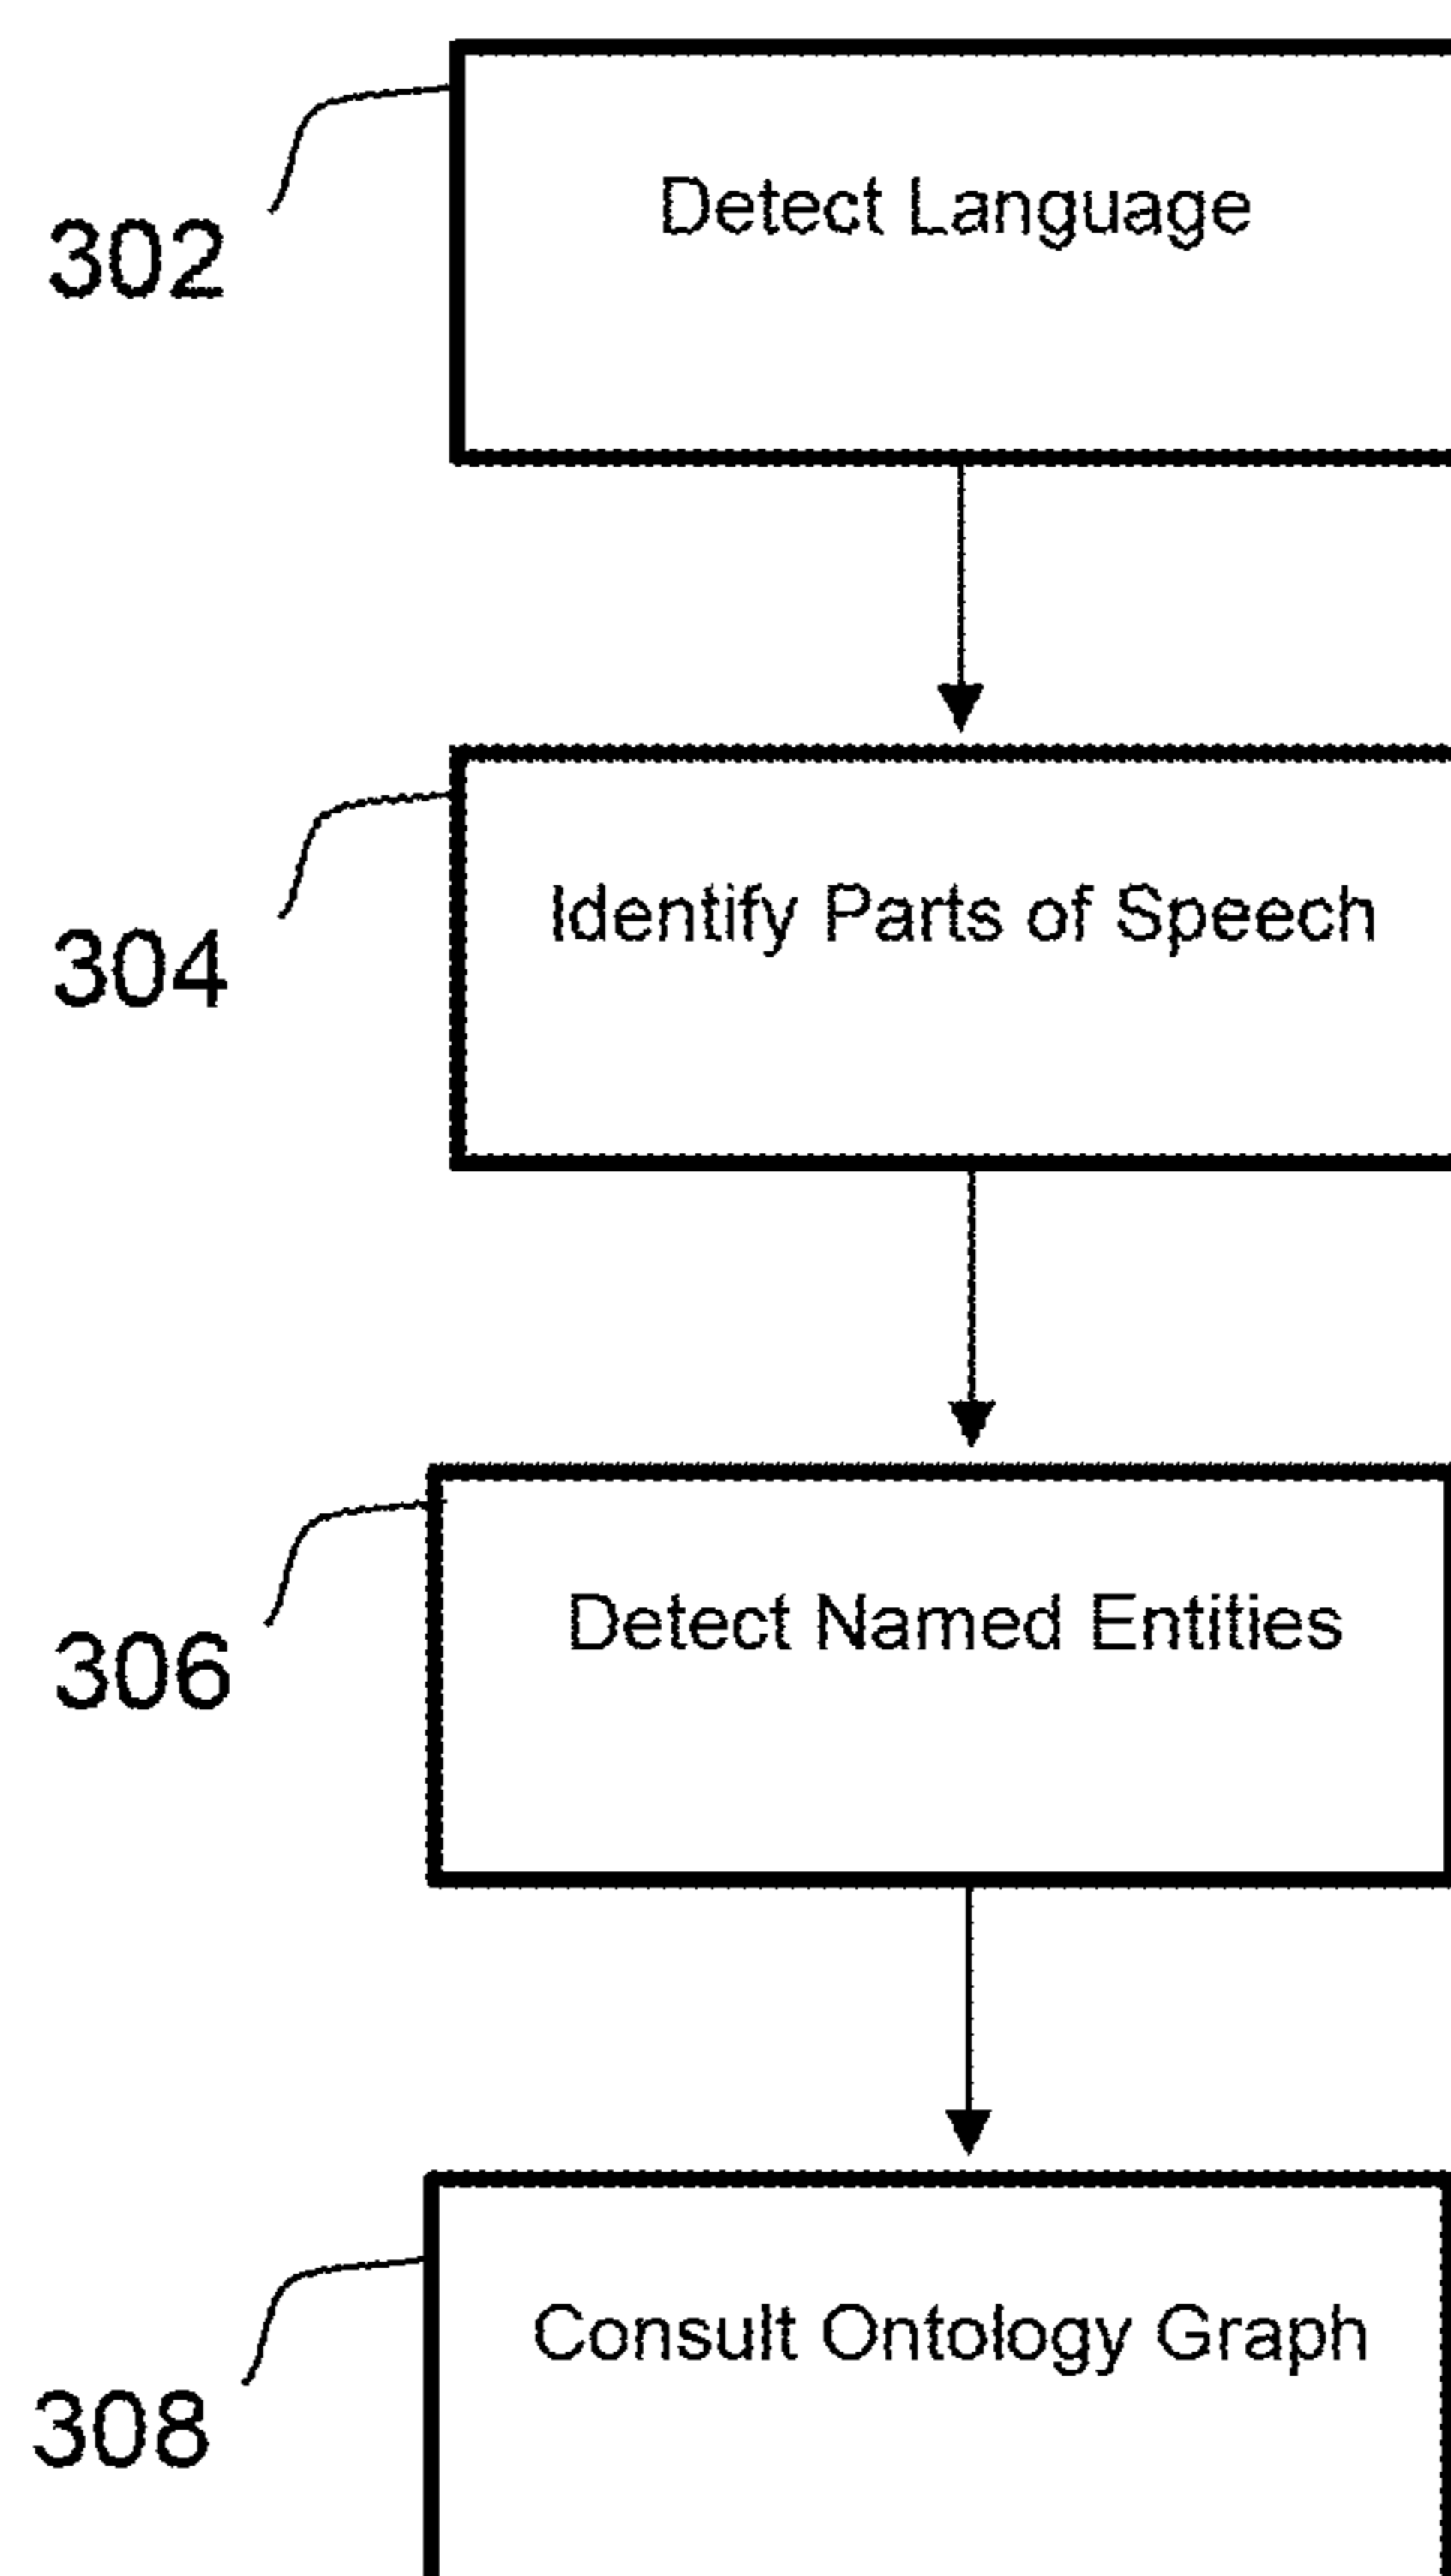 Detect Language
302
Identify Parts of Speech
304
Detect Named Entities
306
Consult Ontology Graph
308